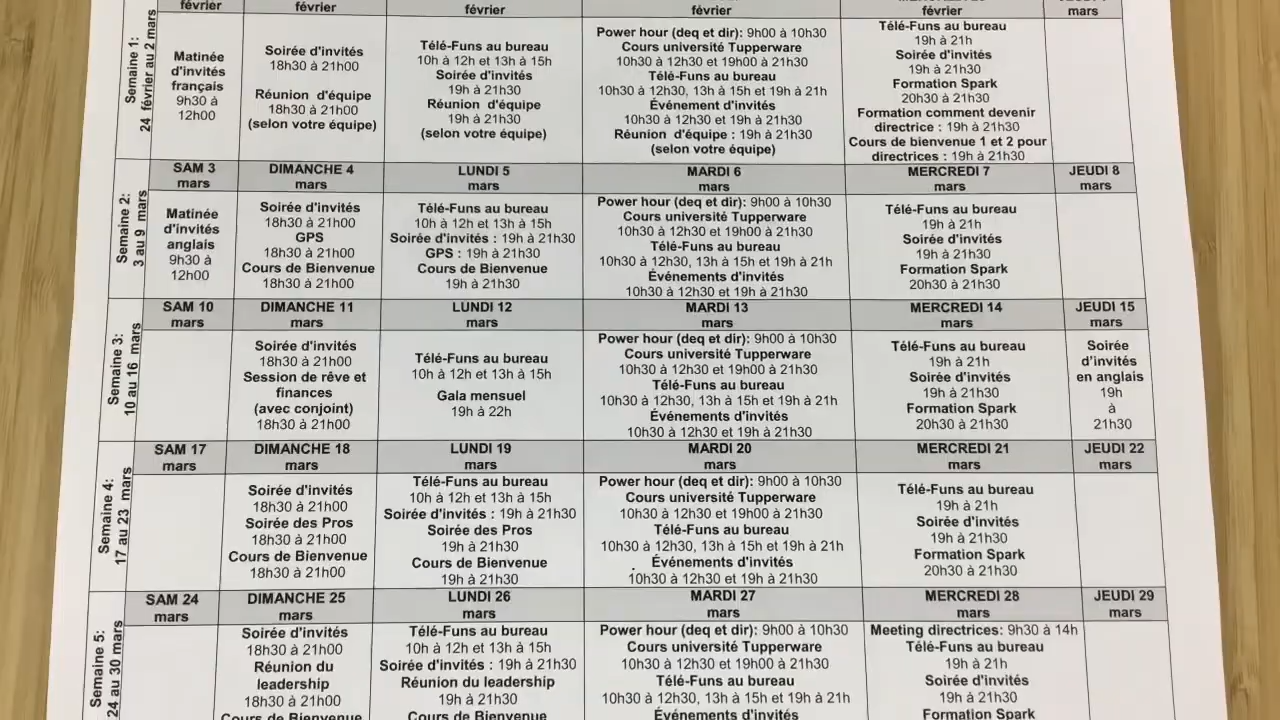 février
février
février
février
février
mars
Semaine 1:
24 février au 2 mars
Matinée
d'invités
français
9h30 à
12h00
Soirée d'invités
18h30 à 21h00
Réunion d'équipe
18h30 à 21h00
(selon votre équipe)
Télé-Funs au bureau
10h à 12h et 13h à 15h
Soirée d'invités
19h à 21h30
Réunion d'équipe
19h à 21h30
(selon votre équipe)
Power hour (deq et dir): 9h00 à 10h30
Cours université Tupperware
10h30 à 12h30 et 19h00 à 21h30
Télé-Funs au bureau
10h30 à 12h30, 13h à 15h et 19h à 21h
Événement d'invités
10h30 à 12h30 et 19h à 21h30
Réunion d'équipe : 19h à 21h30
(selon votre équipe)
Télé-Funs au bureau
19h à 21h
Soirée d'invités
19h à 21h30
Formation Spark
20h30 à 21h30
Formation comment devenir
directrice : 19h à 21h30
Cours de bienvenue 1 et 2 pour
directrices : 19h à 21h30
Semaine 2:
3 au 9 mars
SAM 3
mars
DIMANCHE 4
mars
LUNDI 5
mars
MARDI 6
mars
MERCREDI 7
mars
JEUDI 8
mars
Matinée
d'invités
anglais
9h30 à
12h00
Soirée d'invités
18h30 à 21h00
GPS
18h30 à 21h00
Cours de Bienvenue
18h30 à 21h00
Télé-Funs au bureau
10h à 12h et 13h à 15h
Soirée d'invités : 19h à 21h30
GPS : 19h à 21h30
Cours de Bienvenue
19h à 21h30
Power hour (deq et dir): 9h00 à 10h30
Cours université Tupperware
10h30 à 12h30 et 19h00 à 21h30
Télé-Funs au bureau
10h30 à 12h30, 13h à 15h et 19h à 21h
Événements d'invités
10h30 à 12h30 et 19h à 21h30
Télé-Funs au bureau
19h à 21h
Soirée d'invités
19h à 21h30
Formation Spark
20h30 à 21h30
Semaine 3:
10 au 16 mars
SAM 10
mars
DIMANCHE 11
mars
LUNDI 12
mars
MARDI 13
mars
MERCREDI 14
mars
JEUDI 15
mars
Soirée d'invités
18h30 à 21h00
Session de rêve et
finances
(avec conjoint)
18h30 à 21h00
Télé-Funs au bureau
10h à 12h et 13h à 15h
Gala mensuel
19h à 22h
Power hour (deq et dir): 9h00 à 10h30
Cours université Tupperware
10h30 à 12h30 et 19h00 à 21h30
Télé-Funs au bureau
10h30 à 12h30, 13h à 15h et 19h à 21h
Événements d'invités
10h30 à 12h30 et 19h à 21h30
Télé-Funs au bureau
19h à 21h
Soirée d'invités
19h à 21h30
Formation Spark
20h30 à 21h30
Soirée
d'invités
en anglais
19h
à
21h30
Semaine 4:
17 au 23 mars
SAM 17
mars
DIMANCHE 18
mars
LUNDI 19
mars
MARDI 20
mars
MERCREDI 21
mars
JEUDI 22
mars
Soirée d'invités
18h30 à 21h00
Soirée des Pros
18h30 à 21h00
Cours de Bienvenue
18h30 à 21h00
Télé-Funs au bureau
10h à 12h et 13h à 15h
Soirée d'invités : 19h à 21h30
Soirée des Pros
19h à 21h30
Cours de Bienvenue
19h à 21h30
Power hour (deq et dir): 9h00 à 10h30
Cours université Tupperware
10h30 à 12h30 et 19h00 à 21h30
Télé-Funs au bureau
10h30 à 12h30, 13h à 15h et 19h à 21h
Événements d'invités
10h30 à 12h30 et 19h à 21h30
Télé-Funs au bureau
19h à 21h
Soirée d'invités
19h à 21h30
Formation Spark
20h30 à 21h30
Semaine 5:
24 au 30 mars
SAM 24
mars
DIMANCHE 25
mars
LUNDI 26
mars
MARDI 27
mars
MERCREDI 28
mars
JEUDI 29
mars
Soirée d'invités
18h30 à 21h00
Réunion du
leadership
18h30 à 21h00
Cours de Bienvenue
Télé-Funs au bureau
10h à 12h et 13h à 15h
Soirée d'invités : 19h à 21h30
Réunion du leadership
19h à 21h30
Cours de Bienvenue
Power hour (deq et dir): 9h00 à 10h30
Cours université Tupperware
10h30 à 12h30 et 19h00 à 21h30
Télé-Funs au bureau
10h30 à 12h30, 13h à 15h et 19h à 21h
Événements d'invités
Meeting directrices: 9h30 à 14h
Télé-Funs au bureau
19h à 21h
Soirée d'invités
19h à 21h30
Formation Spark